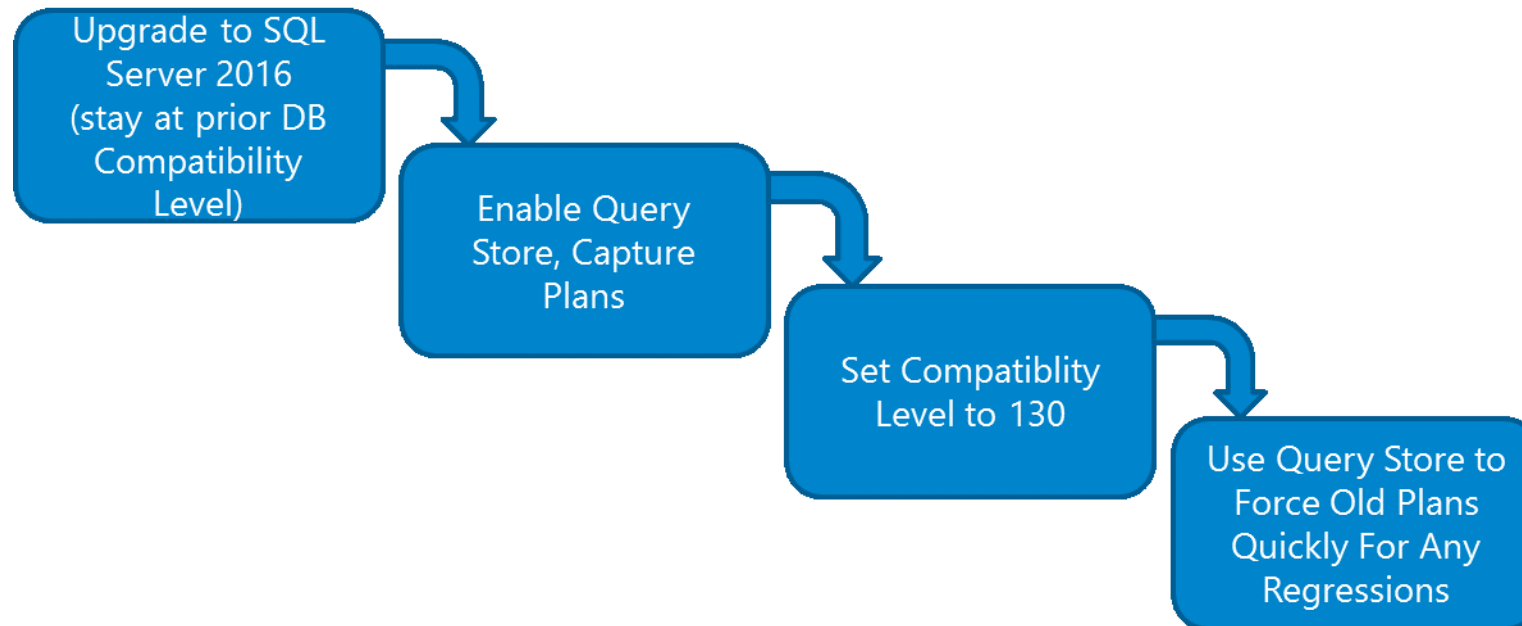 Upgrade to SQL
Server 2016
(stay at prior DB
Compatibility
Level)
Enable Query
Store, Capture
Plans
Set Compatiblity
Level to 130
Use Query Store to
Force Old Plans
Quickly For Any
Regressions